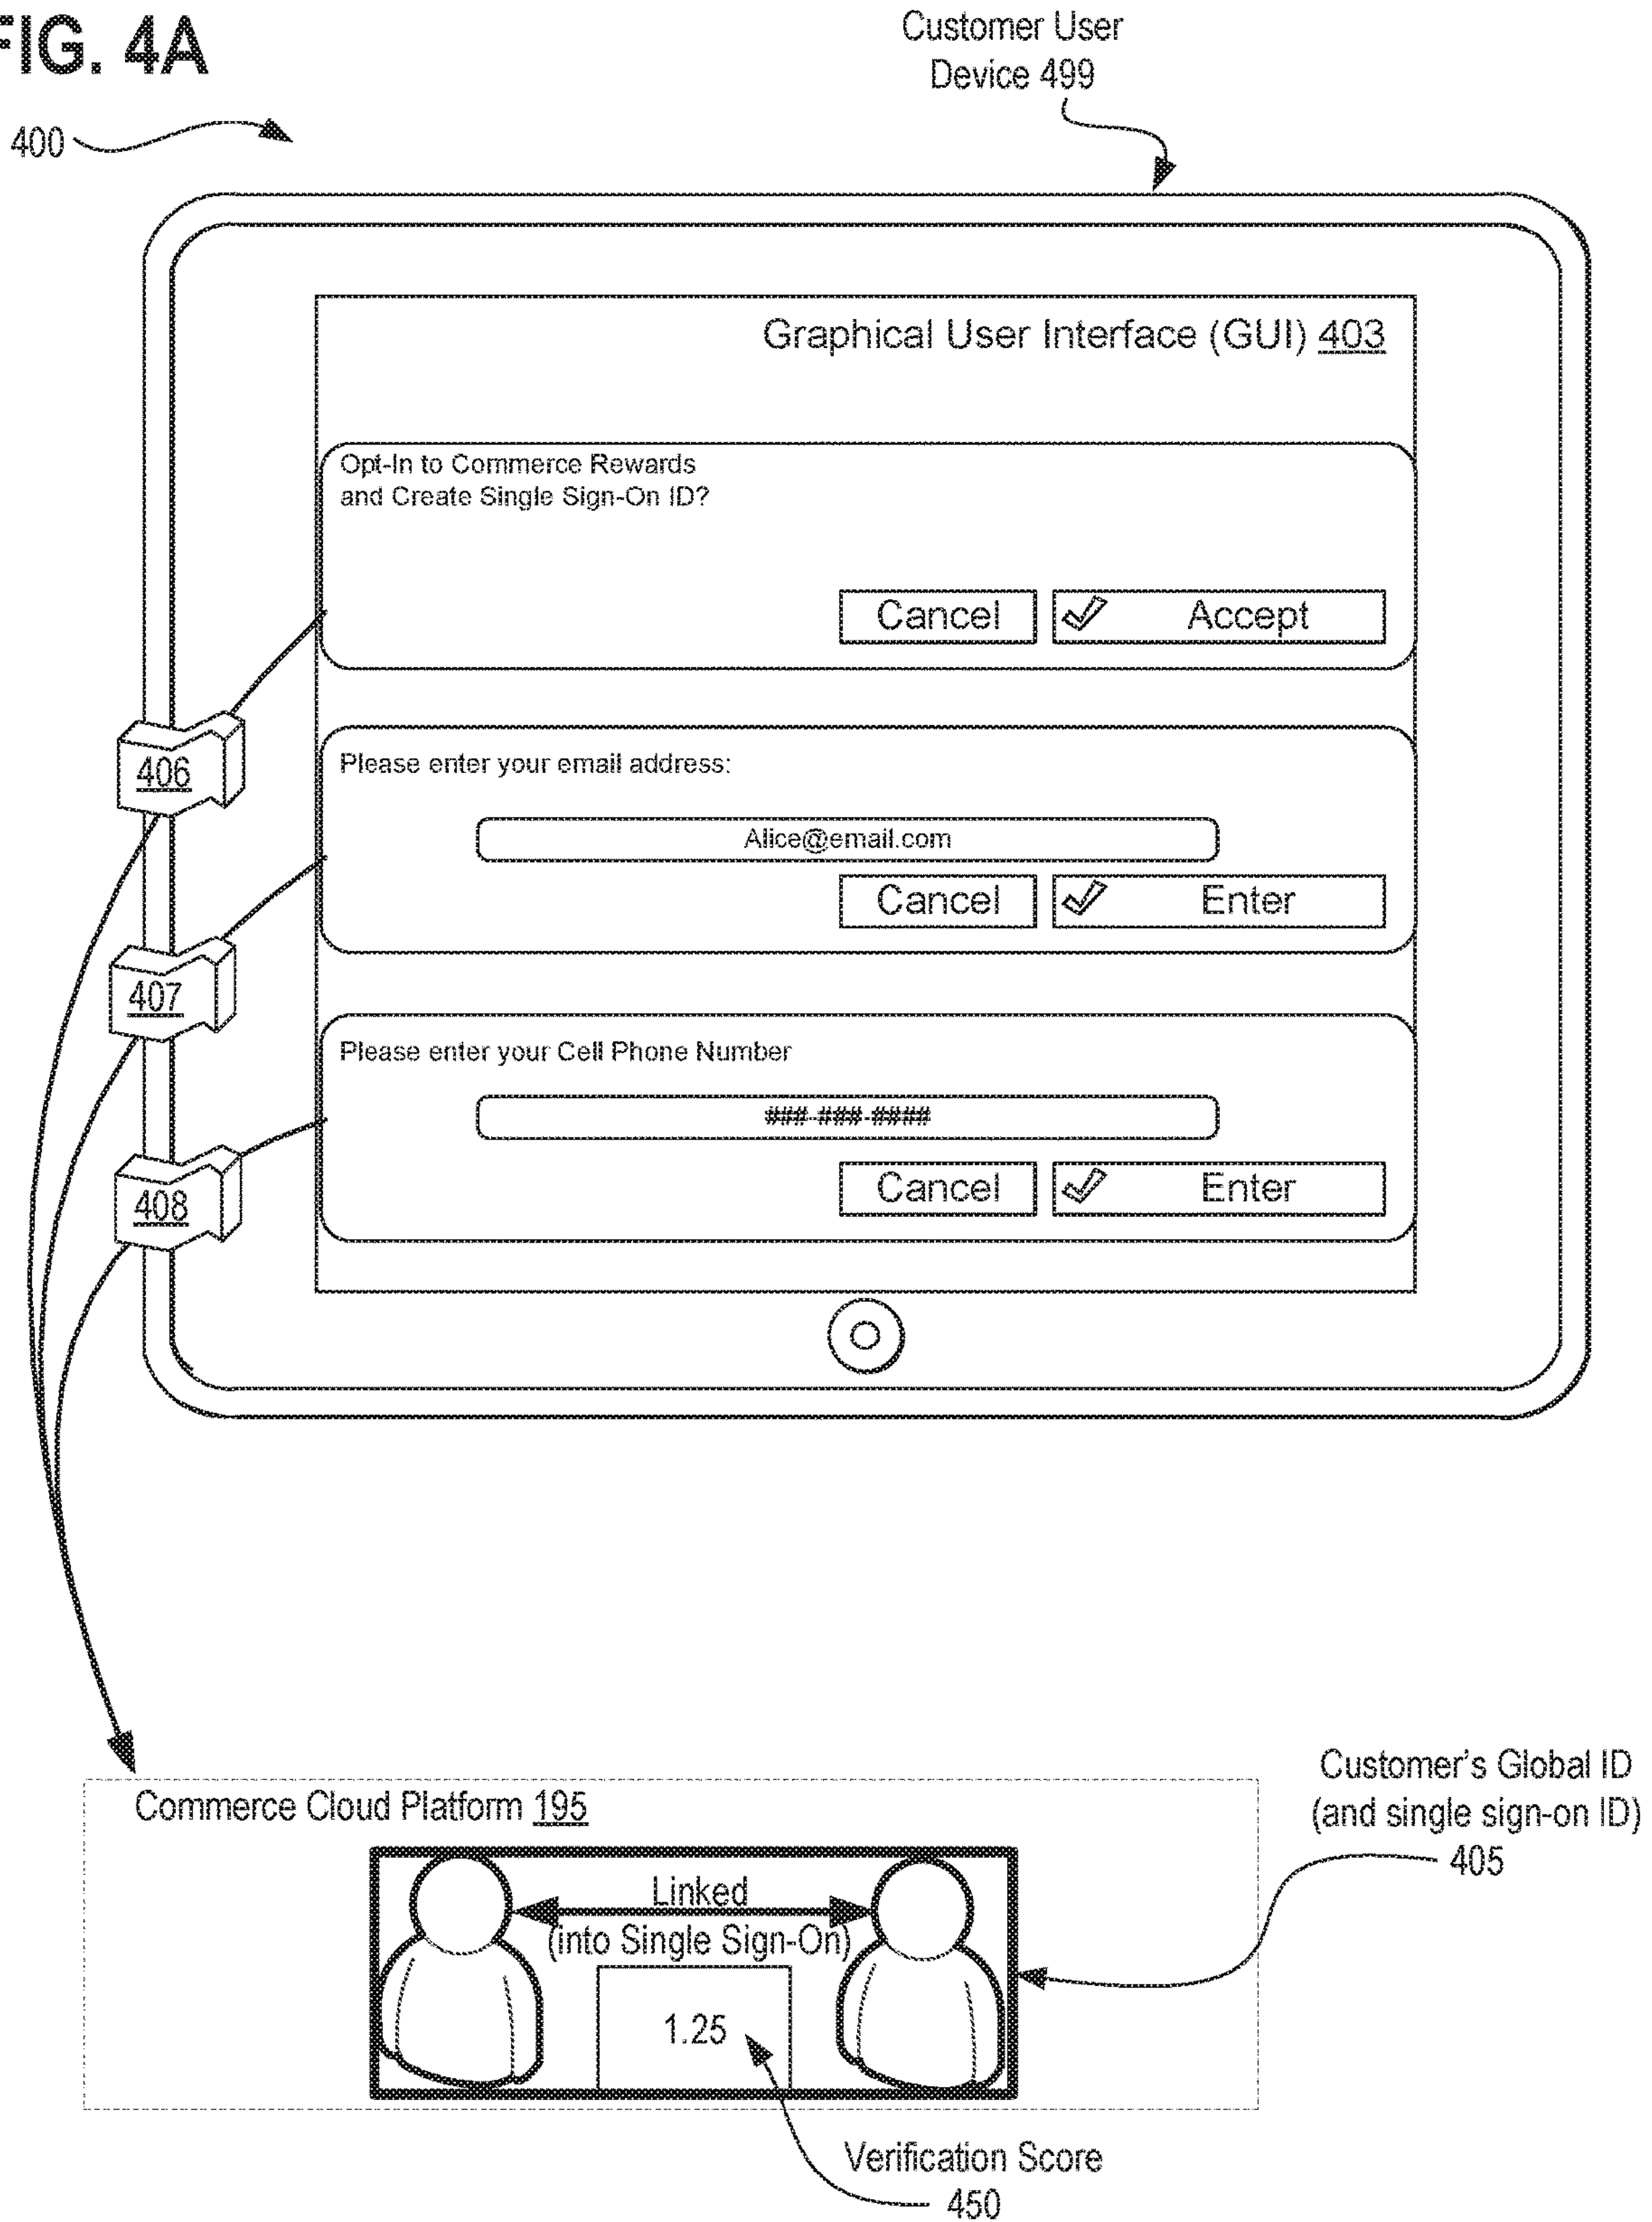 FIG. 4A
Customer User
Device 499
400
Graphical User Interface (GUI) 403
Opt-In to Commerce Rewards
and Create Single Sign-On ID?
Cancel
Accept
406
Please enter your email address:
Alice@email.com
Cancel
Enter
407
Please enter your Cell Phone Number
###-###-####
Cancel
Enter
408
Commerce Cloud Platform 195
Customer's Global ID
(and single sign-on ID)
405
Linked
(into Single Sign-On)
1.25
Verification Score
450